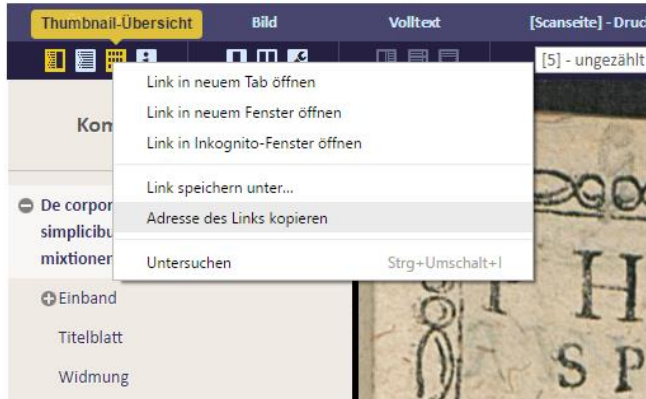 Thumbnail-Übersicht
Bild
Volltext
[Scanseite] - Druc
[5] - ungezählt
Kon
Link in neuem Tab öffnen
Link in neuem Fenster öffnen
Link in Inkognito-Fenster öffnen
Link speichern unter...
Adresse des Links kopieren
Untersuchen Strg+Umschalt+I
De corpor
simplicibu
mixtioner
Einband
Titelblatt
Widmung
H
S P